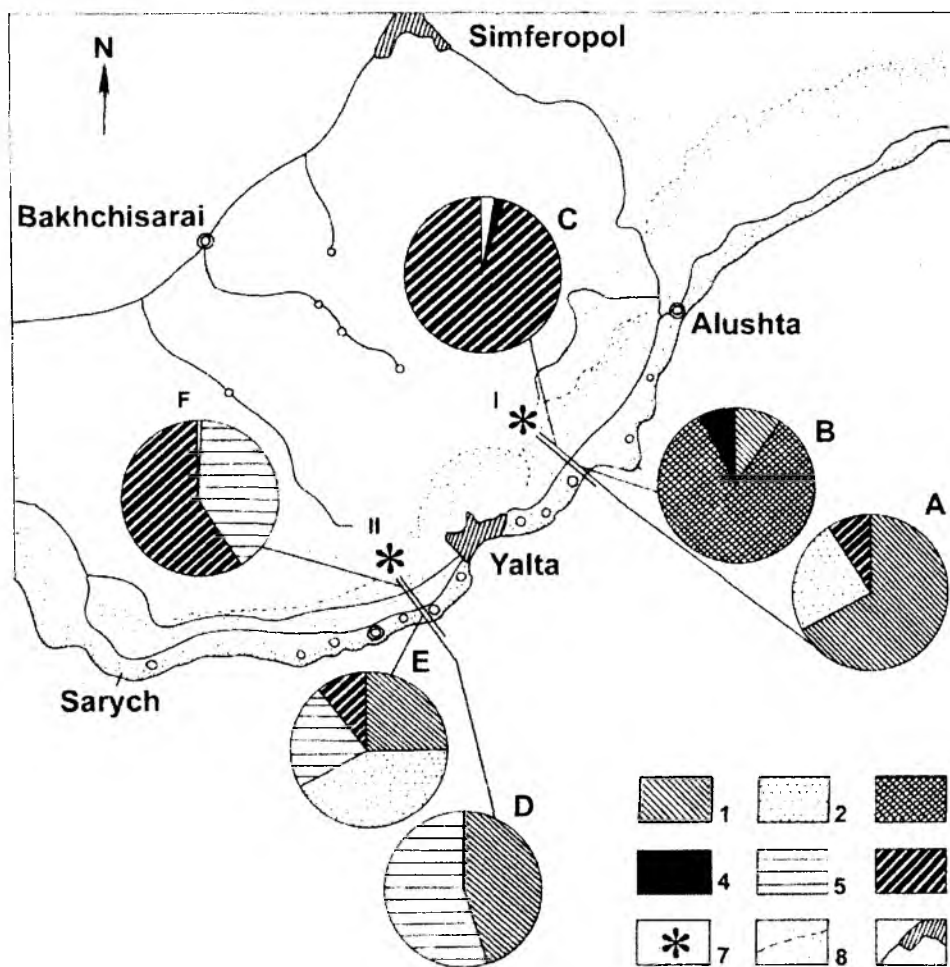 Simferopol
N
Bakhchisarai
C
Alushta
F
I
B
A
II
Yalta
E
Sarych
D
1 2
4 5
7 8